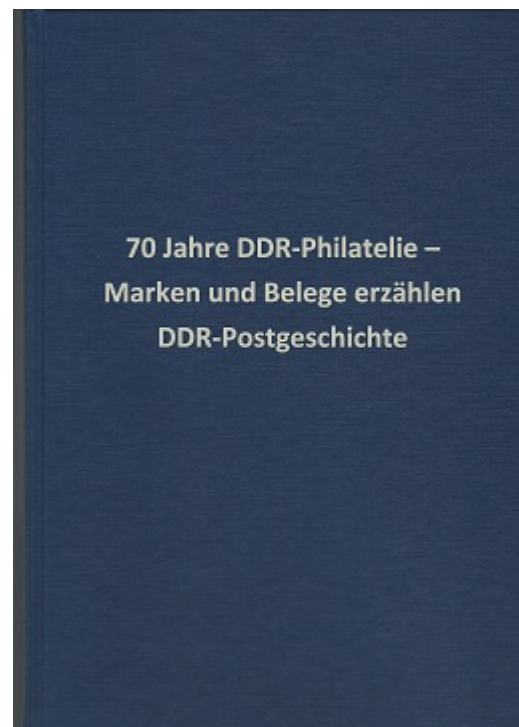 70 Jahre DDR-Philatelie –
Marken und Belege erzählen
DDR-Postgeschichte